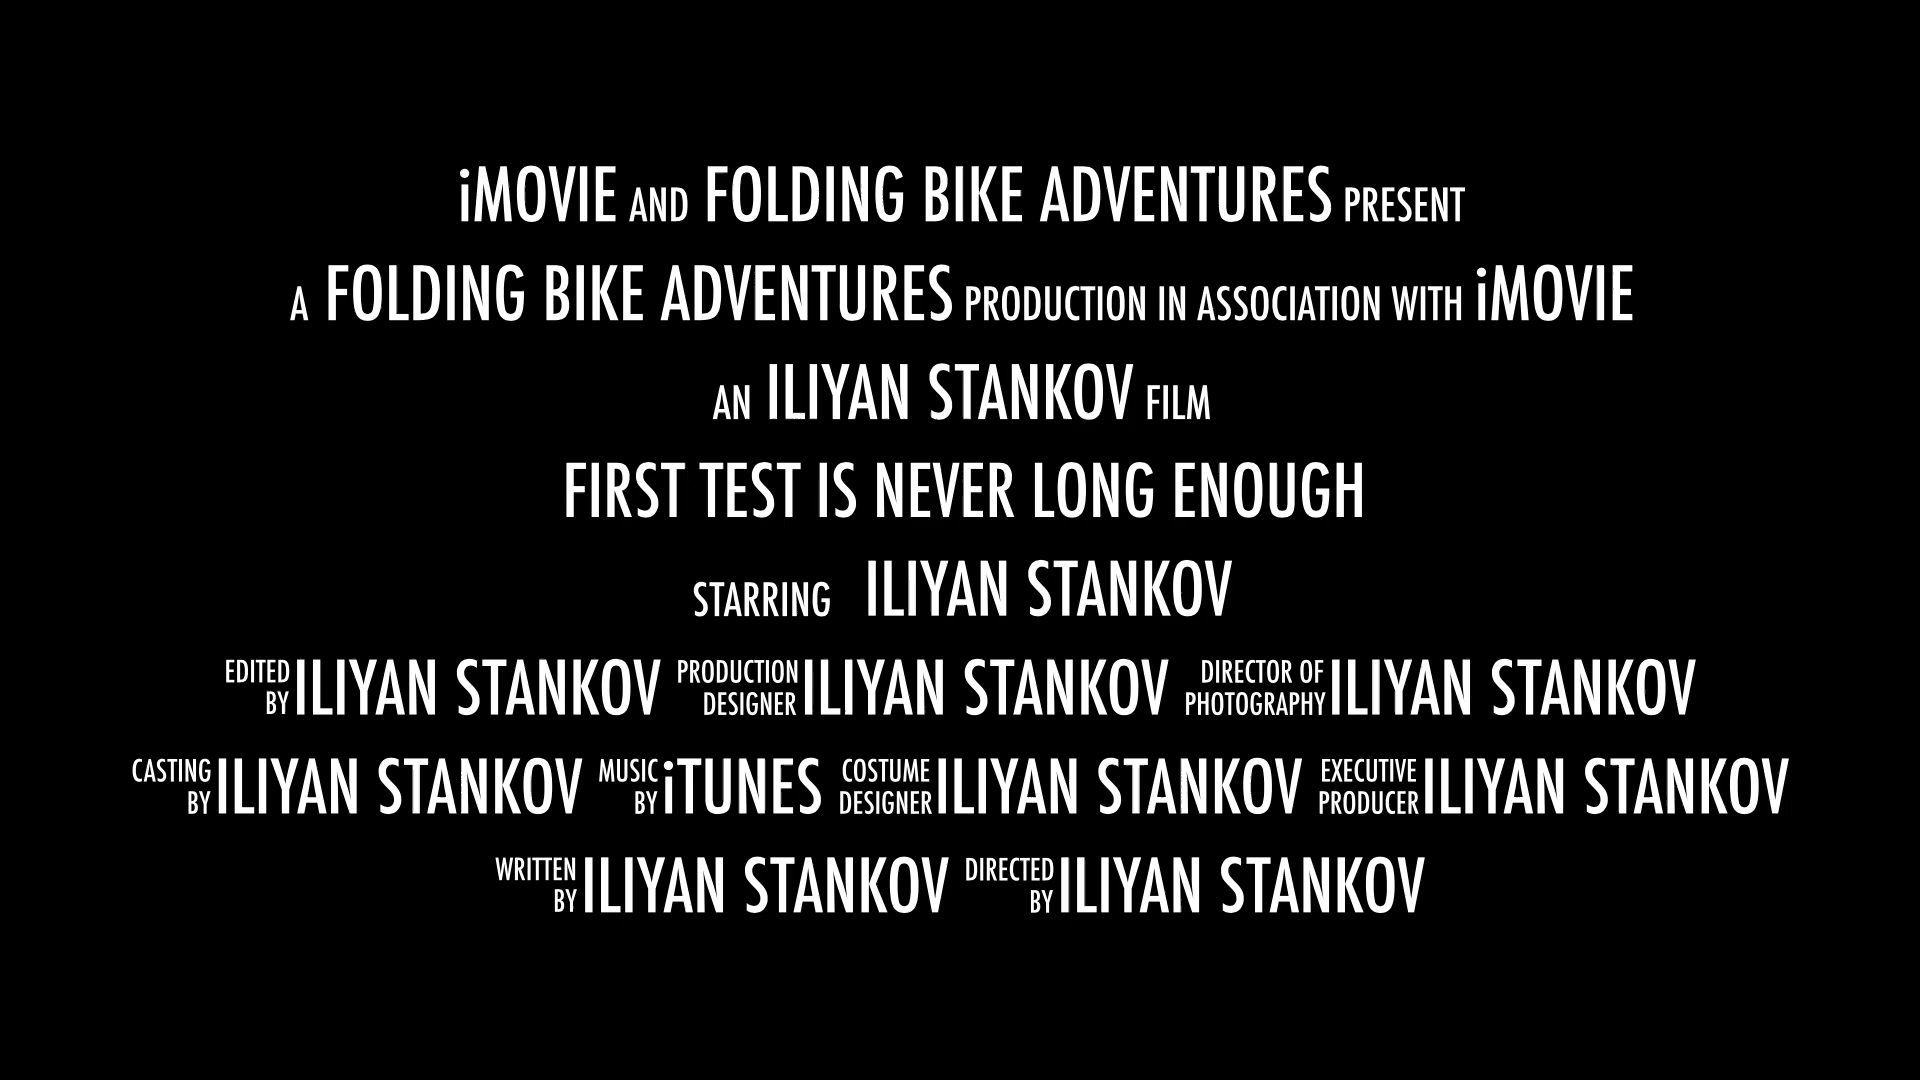 iMOVIE AND FOLDING BIKE ADVENTURES PRESENT
A FOLDING BIKE ADVENTURES PRODUCTION IN ASSOCIATION WITH iMOVIE
AN ILIYAN STANKOV FILM
FIRST TEST IS NEVER LONG ENOUGH
STARRING ILIYAN STANKOV
EDITED BY ILIYAN STANKOV PRODUCTION DESIGNER ILIYAN STANKOV DIRECTOR OF PHOTOGRAPHY ILIYAN STANKOV
CASTING BY ILIYAN STANKOV MUSIC BY iTUNES COSTUME DESIGNER ILIYAN STANKOV EXECUTIVE PRODUCER ILIYAN STANKOV
WRITTEN BY ILIYAN STANKOV DIRECTED BY ILIYAN STANKOV